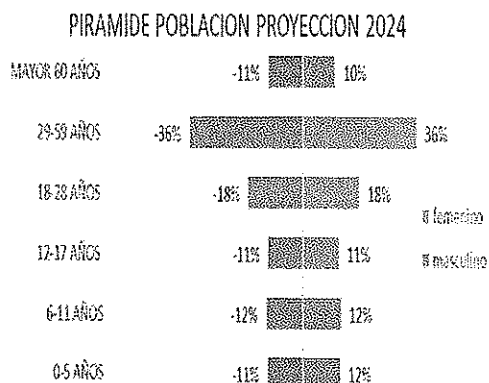 PIRAMIDE POBLACION PROYECCION 2024
MAYOR 60 AÑOS -11% 10%
29-59 AÑOS -36% 36%
18-28 AÑOS -18% 18%
femenino
12-17 AÑOS -11% 11%
masculino
6-11 AÑOS -12% 12%
0-5 AÑOS -11% 12%